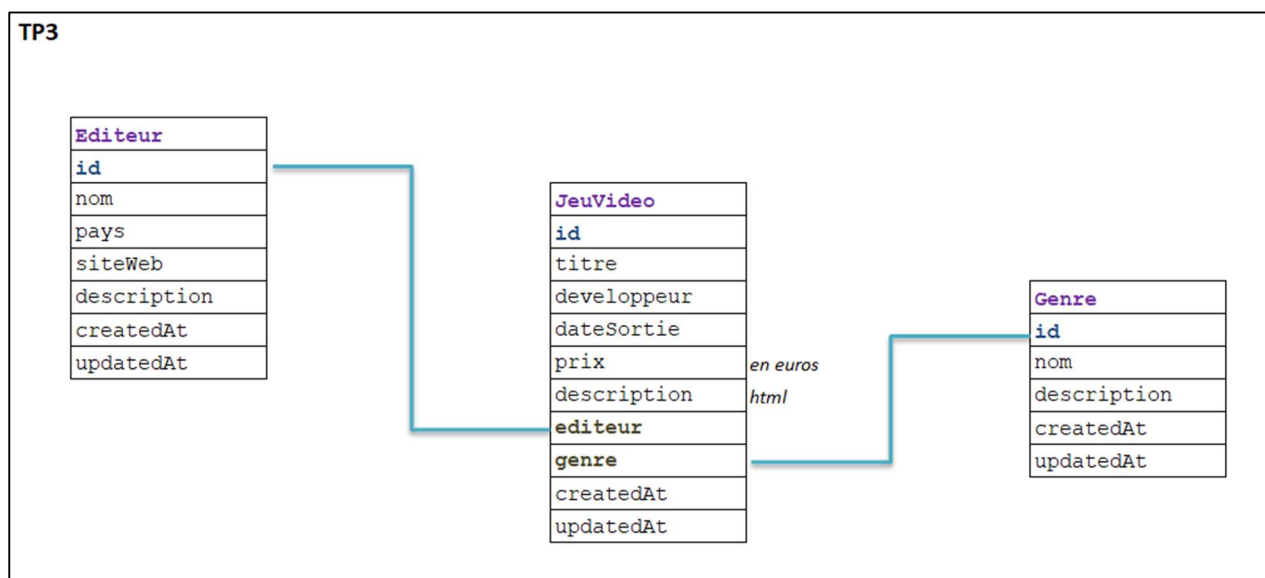 TP3
Editeur
id
nom
pays
siteWeb
description
createdAt
updatedAt
JeuVideo
id
titre
developpeur
dateSortie
prix en euros
description html
editeur
genre
createdAt
updatedAt
Genre
id
nom
description
createdAt
updatedAt